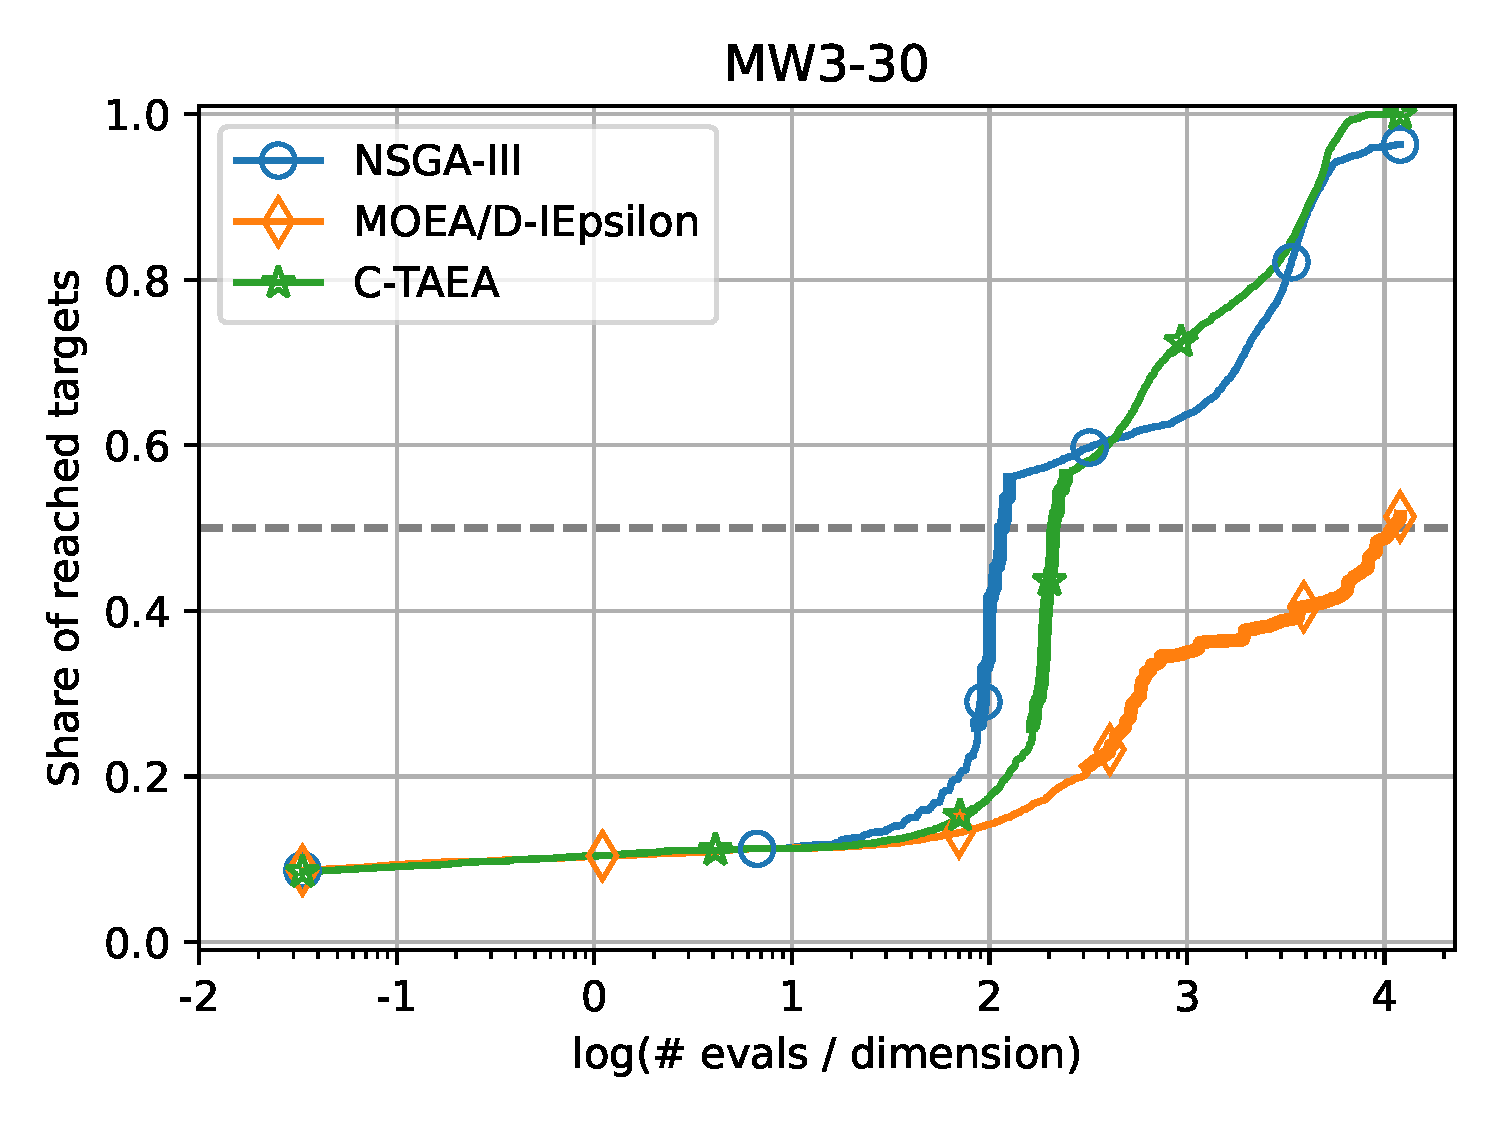 MW3-30
1.0
0.8
0.6
0.4
0.2
0.0
Share of reached targets
NSGA-III
MOEA/D-IEpsilon
C-TAEA
-2 -1 0 1 2 3 4
log(# evals / dimension)